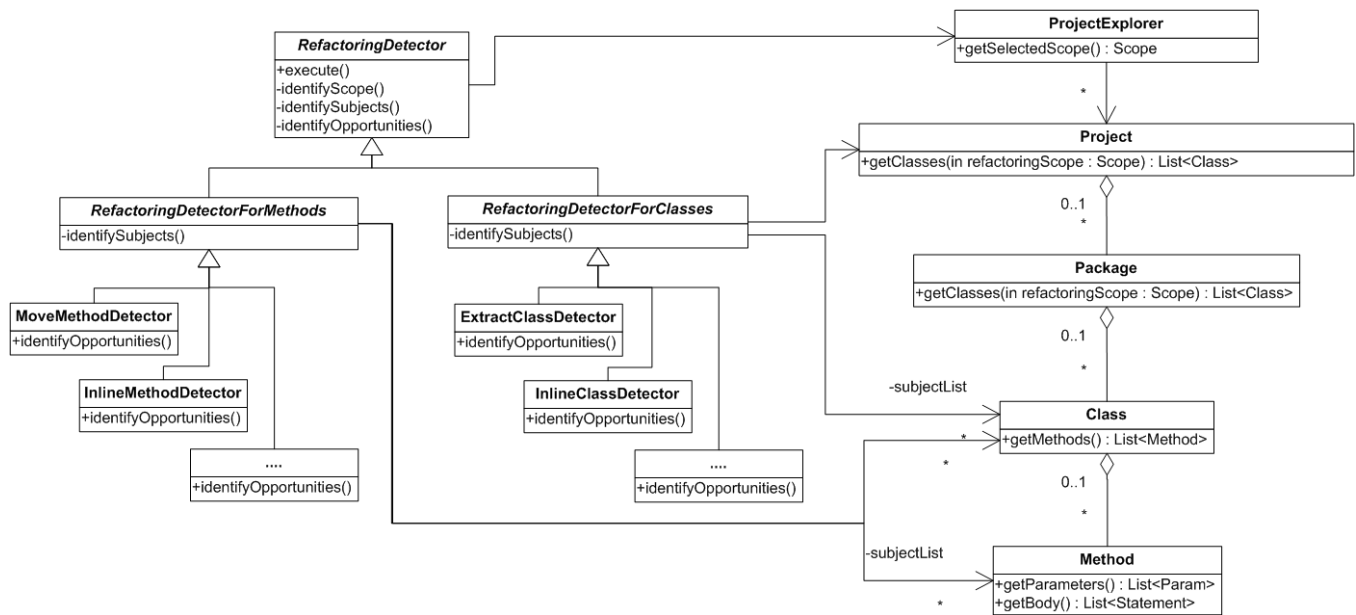 RefactoringDetector
+execute()
-identifyScope()
-identifySubjects()
-identifyOpportunities()
ProjectExplorer
+getSelectedScope() : Scope
*
Project
+getClasses(in refactoringScope : Scope) : List<Class>
0..1
*
RefactoringDetectorForMethods
-identifySubjects()
RefactoringDetectorForClasses
-identifySubjects()
Package
+getClasses(in refactoringScope : Scope) : List<Class>
0..1
*
MoveMethodDetector
+identifyOpportunities()
InlineMethodDetector
+identifyOpportunities()
....
+identifyOpportunities()
ExtractClassDetector
+identifyOpportunities()
InlineClassDetector
+identifyOpportunities()
....
+identifyOpportunities()
-subjectList
*
*
Class
+getMethods() : List<Method>
0..1
*
-subjectList
*
Method
+getParameters() : List<Param>
+getBody() : List<Statement>